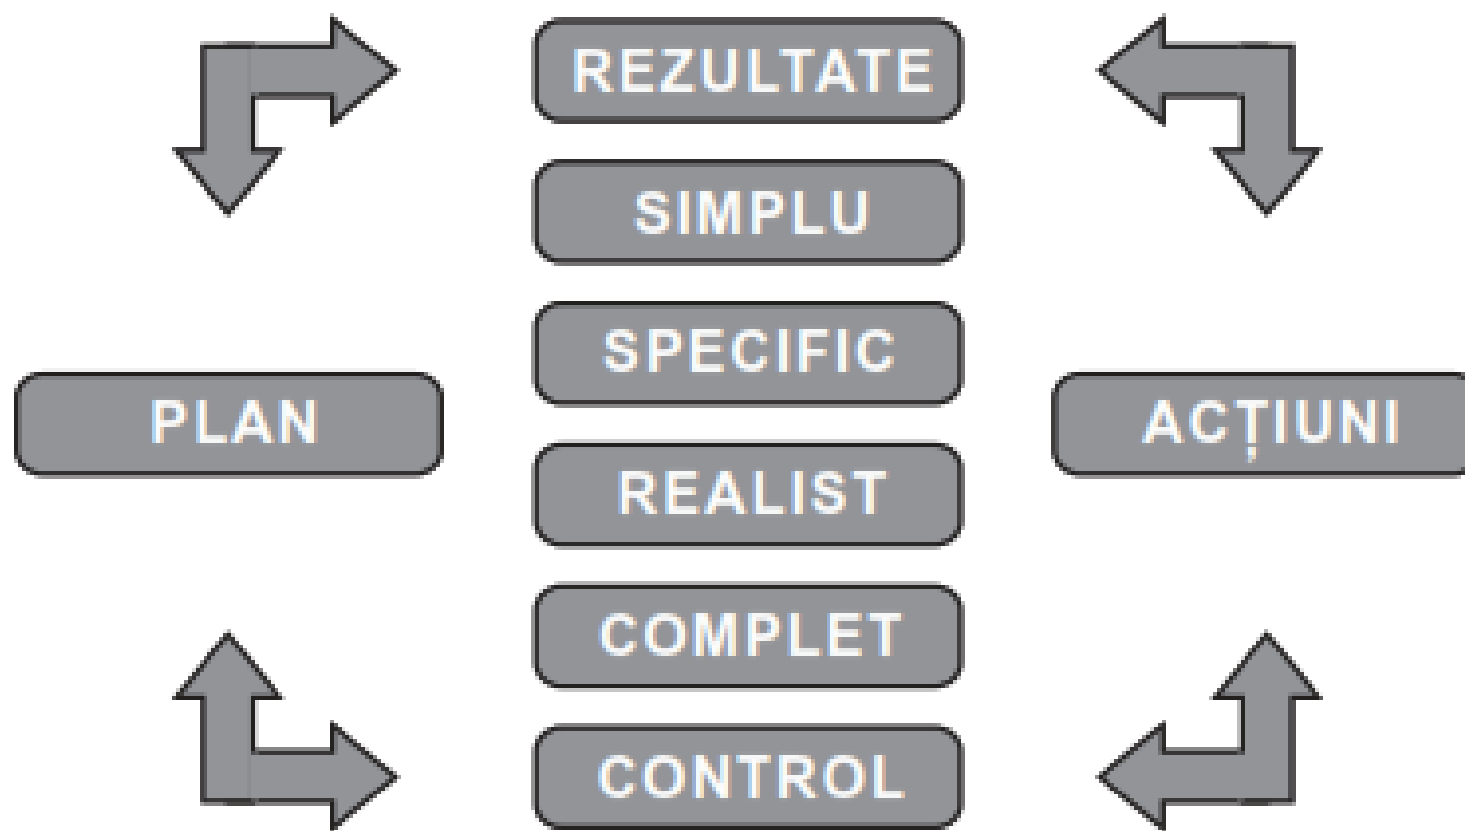 REZULTATE
SIMPLU
SPECIFIC
PLAN
ACȚIUNI
REALIST
COMPLET
CONTROL